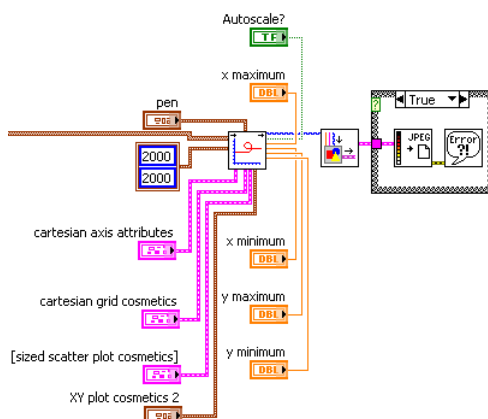 Autoscale?
TF
x maximum
DBL
pen
True
?
JPEG
Error
?!
2000
2000
cartesian axis attributes
x minimum
DBL
cartesian grid cosmetics
y maximum
DBL
[sized scatter plot cosmetics]
y minimum
DBL
XY plot cosmetics 2